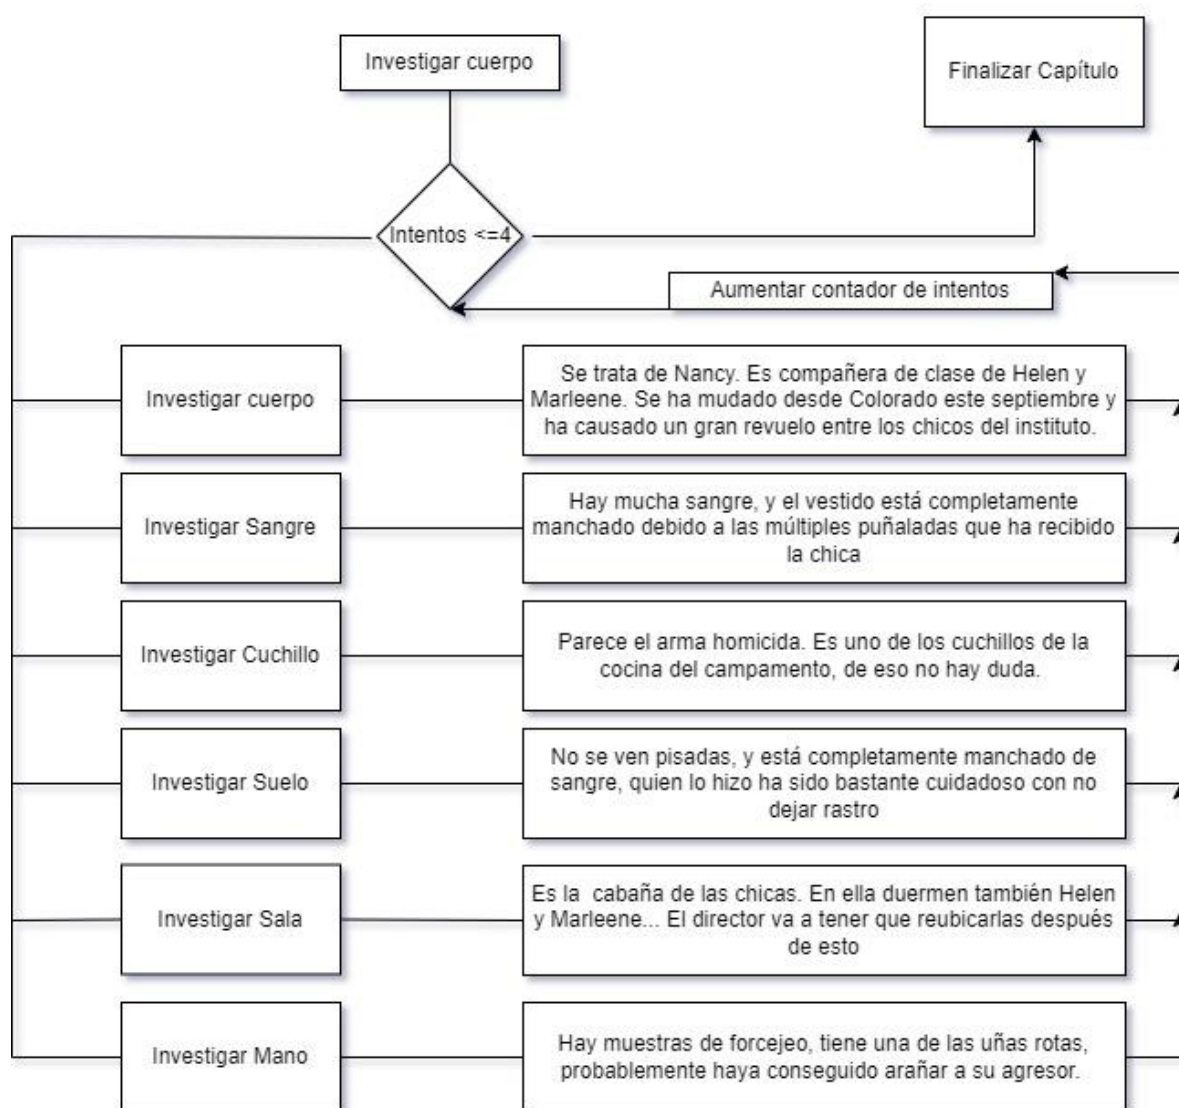 Investigar cuerpo
Finalizar Capítulo
Intentos <=4
Aumentar contador de intentos
Investigar cuerpo
Se trata de Nancy. Es compañera de clase de Helen y
Marleene. Se ha mudado desde Colorado este septiembre y
ha causado un gran revuelo entre los chicos del instituto.
Investigar Sangre
Hay mucha sangre, y el vestido está completamente
manchado debido a las múltiples puñaladas que ha recibido
la chica
Investigar Cuchillo
Parece el arma homicida. Es uno de los cuchillos de la
cocina del campamento, de eso no hay duda.
Investigar Suelo
No se ven pisadas, y está completamente manchado de
sangre, quien lo hizo ha sido bastante cuidadoso con no
dejar rastro
Investigar Sala
Es la cabaña de las chicas. En ella duermen también Helen
y Marleene... El director va a tener que reubicarlas después
de esto
Investigar Mano
Hay muestras de forcejeo, tiene una de las uñas rotas,
probablemente haya conseguido arañar a su agresor.